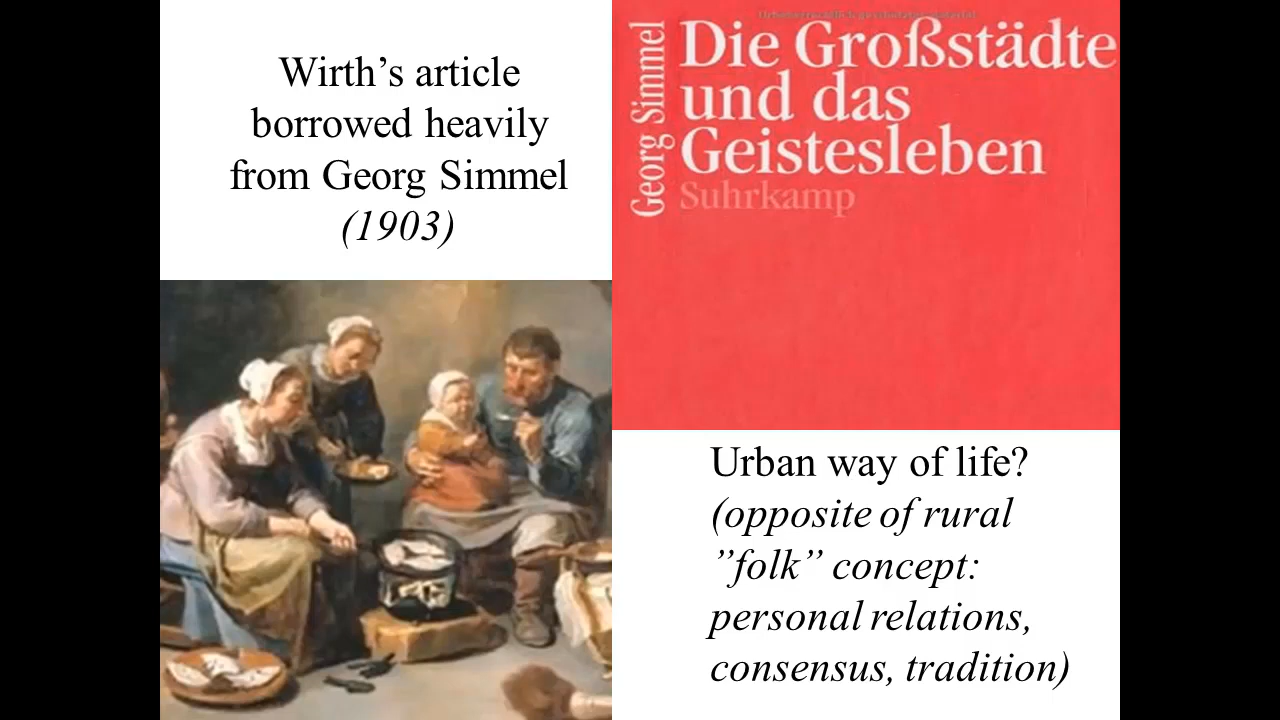 Wirth’s article
borrowed heavily
from Georg Simmel
(1903)
Georg Simmel
Die Großstädte
und das
Geistesleben
Suhrkamp
Urban way of life?
(opposite of rural
”folk” concept:
personal relations,
consensus, tradition)